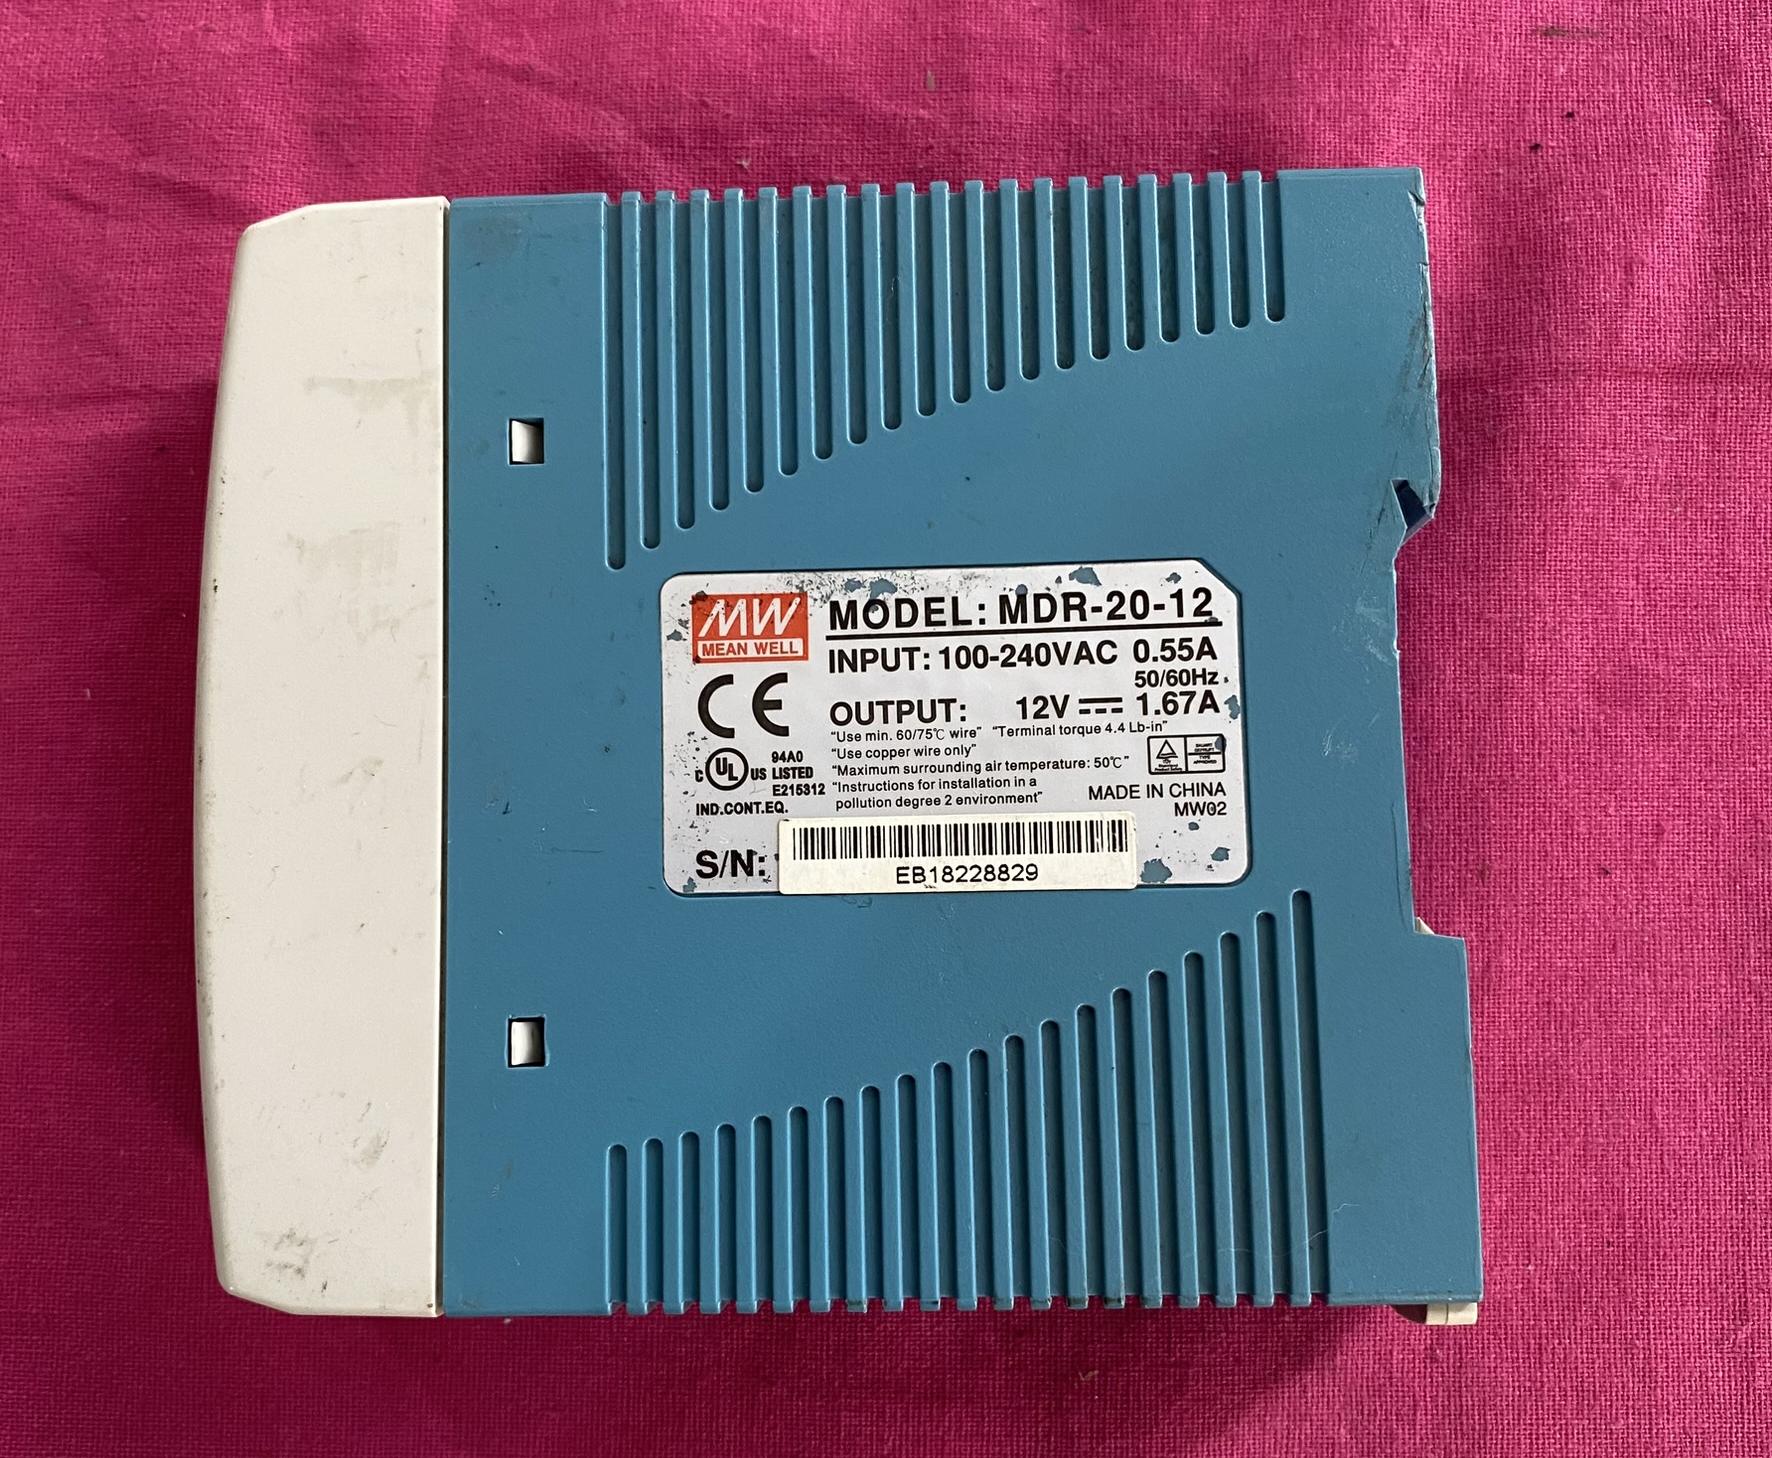 MW
MEAN WELL
MODEL: MDR-20-12
INPUT: 100-240VAC 0.55A
50/60Hz
OUTPUT: 12V 1.67A
"Use min. 60/75℃ wire" "Terminal torque 4.4 Lb-in"
"Use copper wire only"
"Maximum surrounding air temperature: 50℃"
"Instructions for installation in a
pollution degree 2 environment"
CE
C UL US 94A0
LISTED
E215312
IND.CONT.EQ.
TÜV
MADE IN CHINA
MW02
S/N:
EB18228829